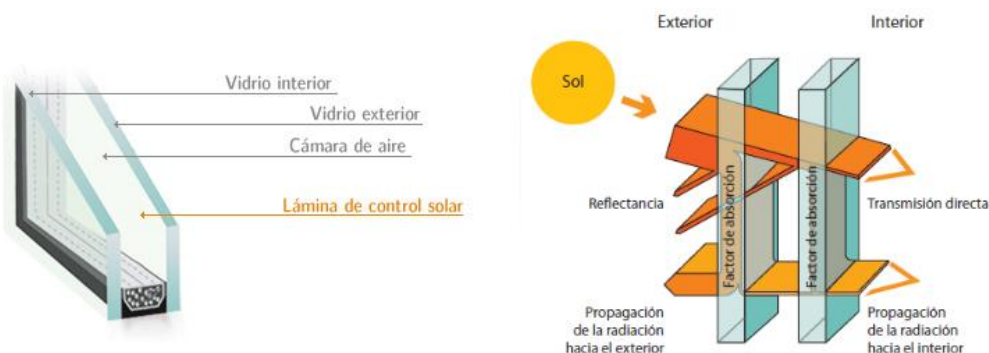 Vidrio interior
Vidrio exterior
Cámara de aire
Lámina de control solar
Exterior
Interior
Sol
Reflectancia
Factor de absorción
Factor de absorción
Transmisión directa
Propagación
de la radiación
hacia el exterior
Propagación
de la radiación
hacia el interior